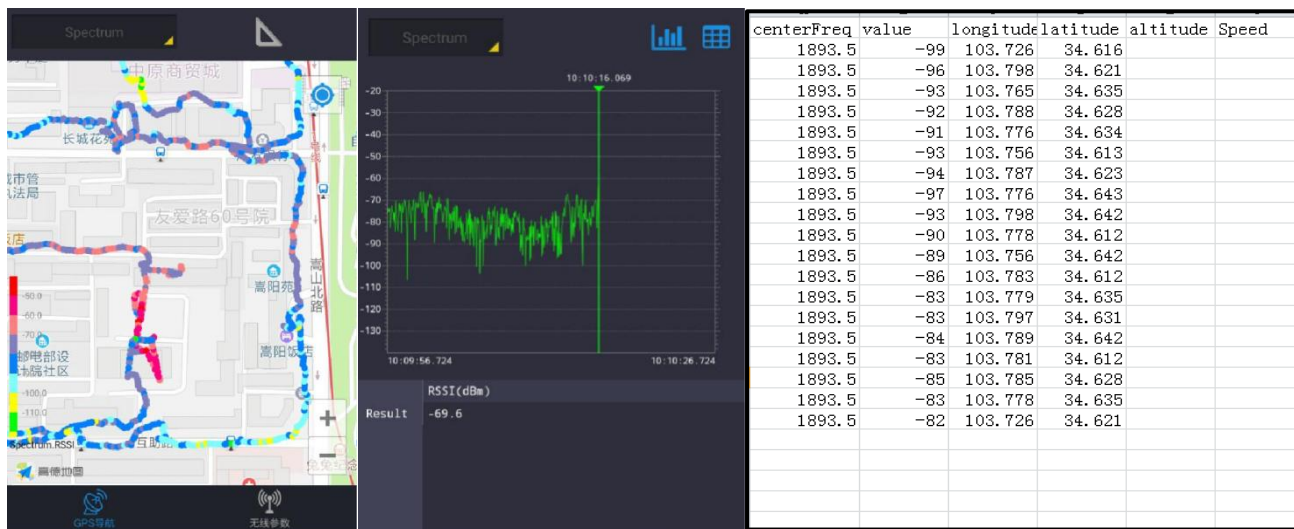 Spectrum
中原商贸城
长城花苑
城市管
法局
友爱路60号院
饭店
嵩山北路
嵩阳苑
嵩阳饭店
-50.0
-60.0
-70.0
邮电部设
计院社区
-100.0
-110.0
Spectrum RSSI
互助路
高德地图
GPS导航
无线参数
Spectrum
10:10:16.069
-20
-30
-40
-50
-60
-70
-80
-90
-100
-110
-120
-130
10:09:56.724 10:10:26.724
RSSI(dBm)
Result -69.6
centerFreq value longitude latitude altitude Speed
1893.5 -99 103.726 34.616
1893.5 -96 103.798 34.621
1893.5 -93 103.765 34.635
1893.5 -92 103.788 34.628
1893.5 -91 103.776 34.634
1893.5 -93 103.756 34.613
1893.5 -94 103.787 34.623
1893.5 -97 103.776 34.643
1893.5 -93 103.798 34.642
1893.5 -90 103.778 34.612
1893.5 -89 103.756 34.642
1893.5 -86 103.783 34.612
1893.5 -83 103.779 34.635
1893.5 -83 103.797 34.631
1893.5 -84 103.789 34.642
1893.5 -83 103.781 34.612
1893.5 -85 103.785 34.628
1893.5 -83 103.778 34.635
1893.5 -82 103.726 34.621